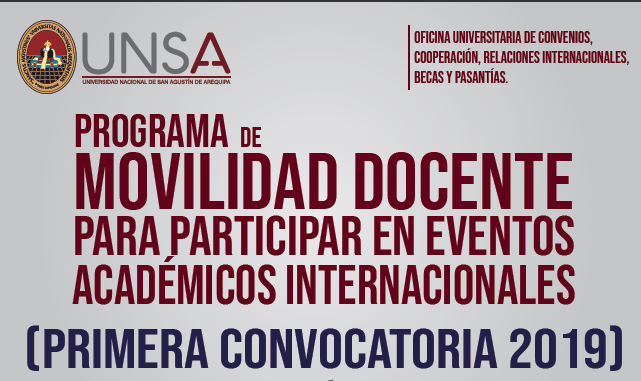 UNSA
UNIVERSIDAD NACIONAL DE SAN AGUSTÍN DE AREQUIPA
OFICINA UNIVERSITARIA DE CONVENIOS,
COOPERACIÓN, RELACIONES INTERNACIONALES,
BECAS Y PASANTÍAS.
PROGRAMA DE
MOVILIDAD DOCENTE
PARA PARTICIPAR EN EVENTOS
ACADÉMICOS INTERNACIONALES
(PRIMERA CONVOCATORIA 2019)